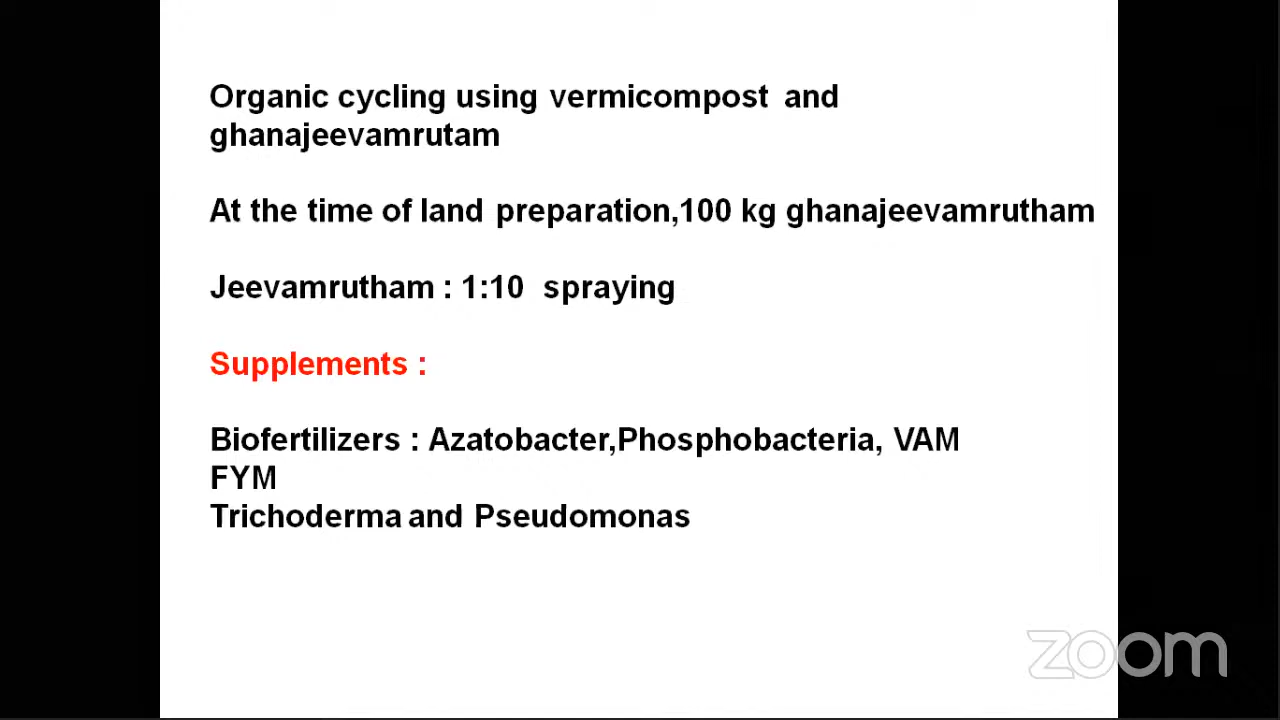 Organic cycling using vermicompost and
ghanajeevamrutam
At the time of land preparation,100 kg ghanajeevamrutham
Jeevamrutham : 1:10 spraying
Supplements :
Biofertilizers : Azatobacter,Phosphobacteria, VAM
FYM
Trichoderma and Pseudomonas
zoom